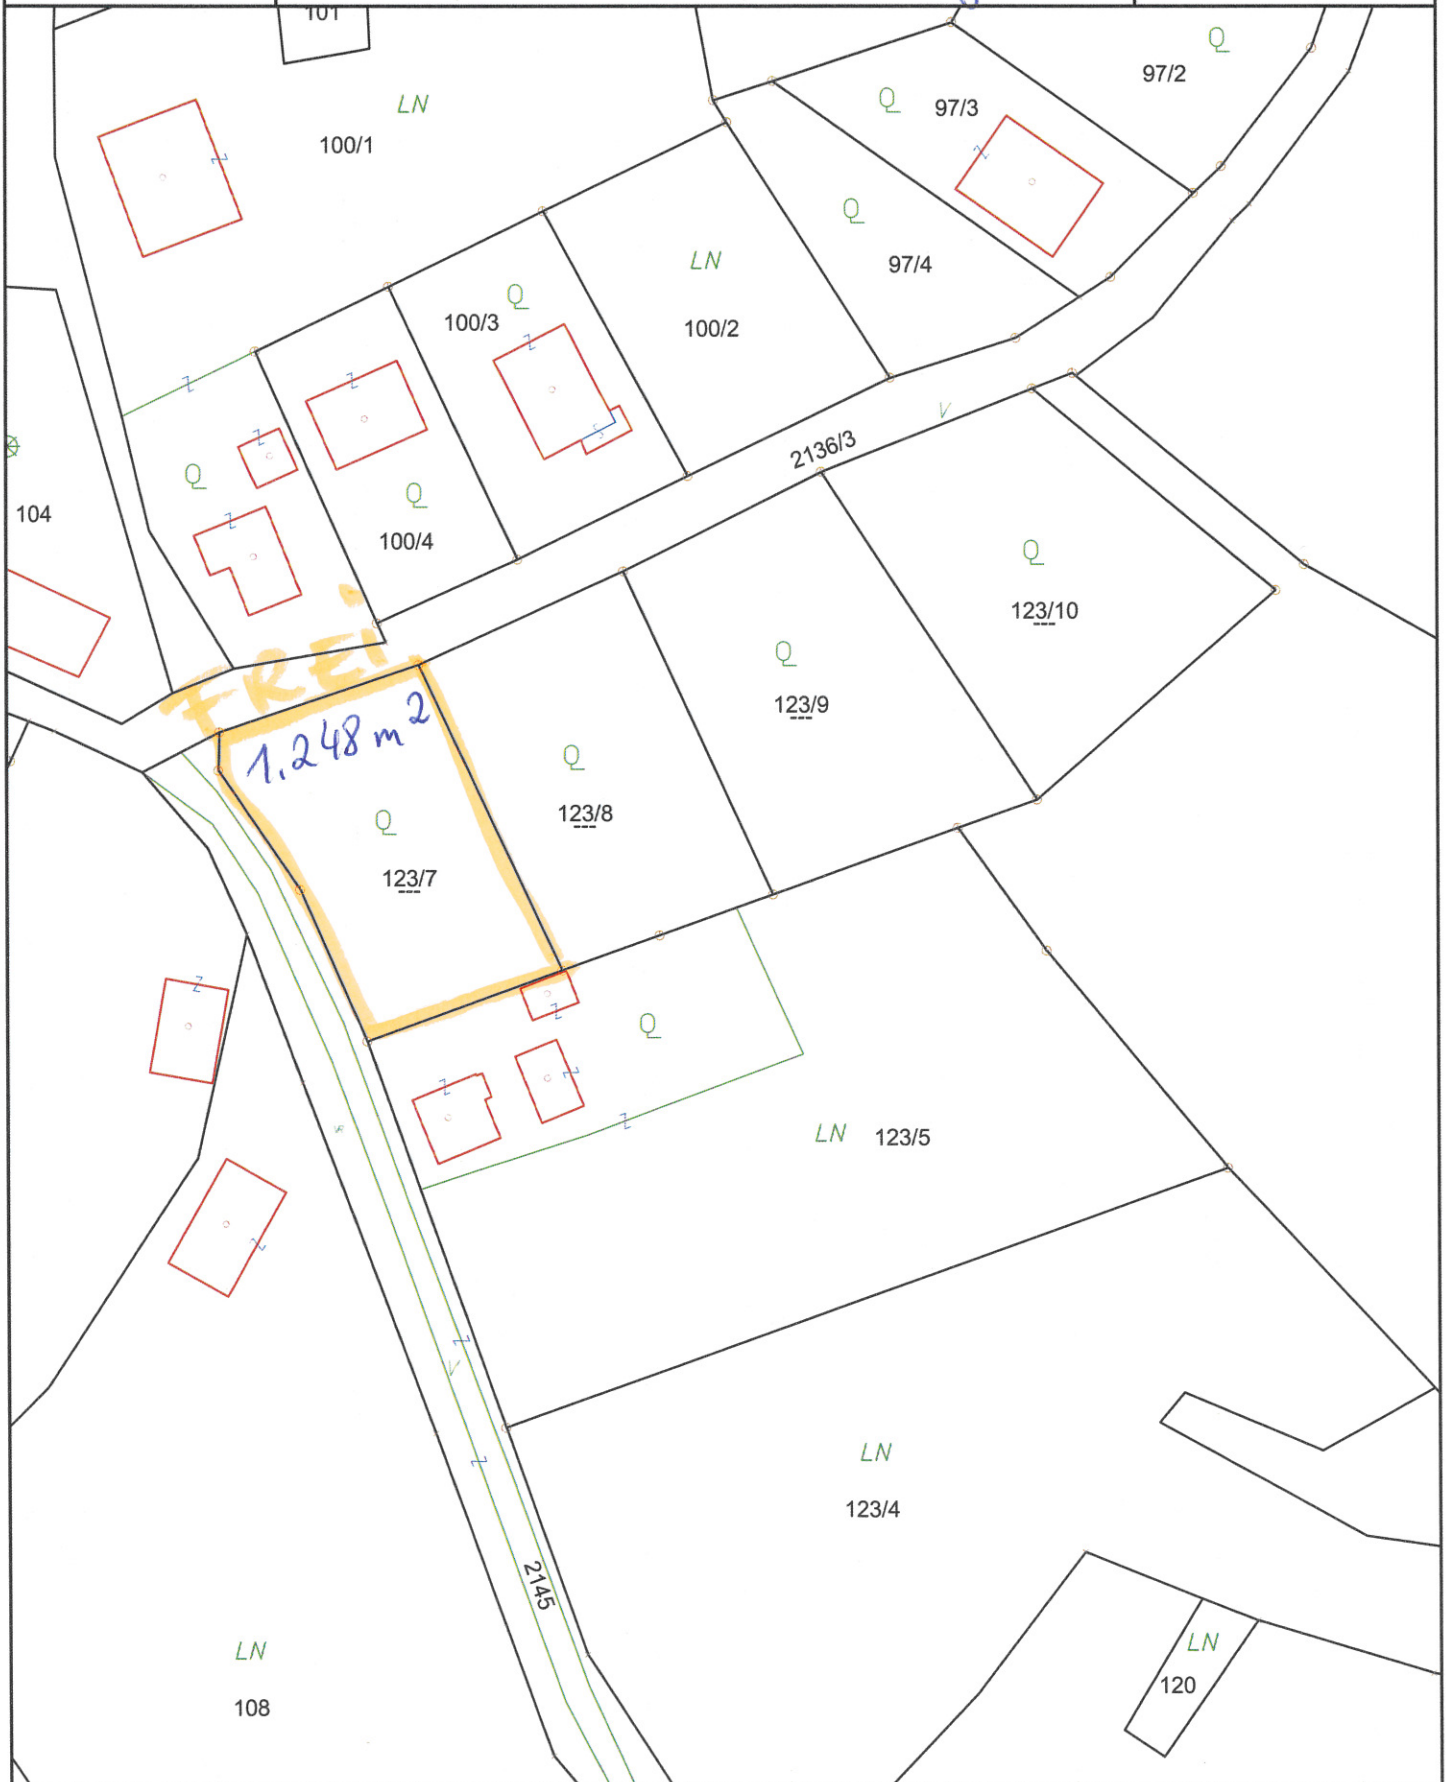 101
Q
97/2
LN
Q
97/3
100/1
Z
Z
Q
LN
97/4
Q
100/3
100/2
Z
Z
Z
V
Z
S
2136/3
Q
Q
104
Z
100/4
Q
123/10
FREI
Q
123/9
1.248 m²
Q
123/8
Q
123/7
Z
Z
Q
Z
Z
Z
LN
123/5
Z
Z
V
LN
Z
123/4
2145
LN
LN
120
108